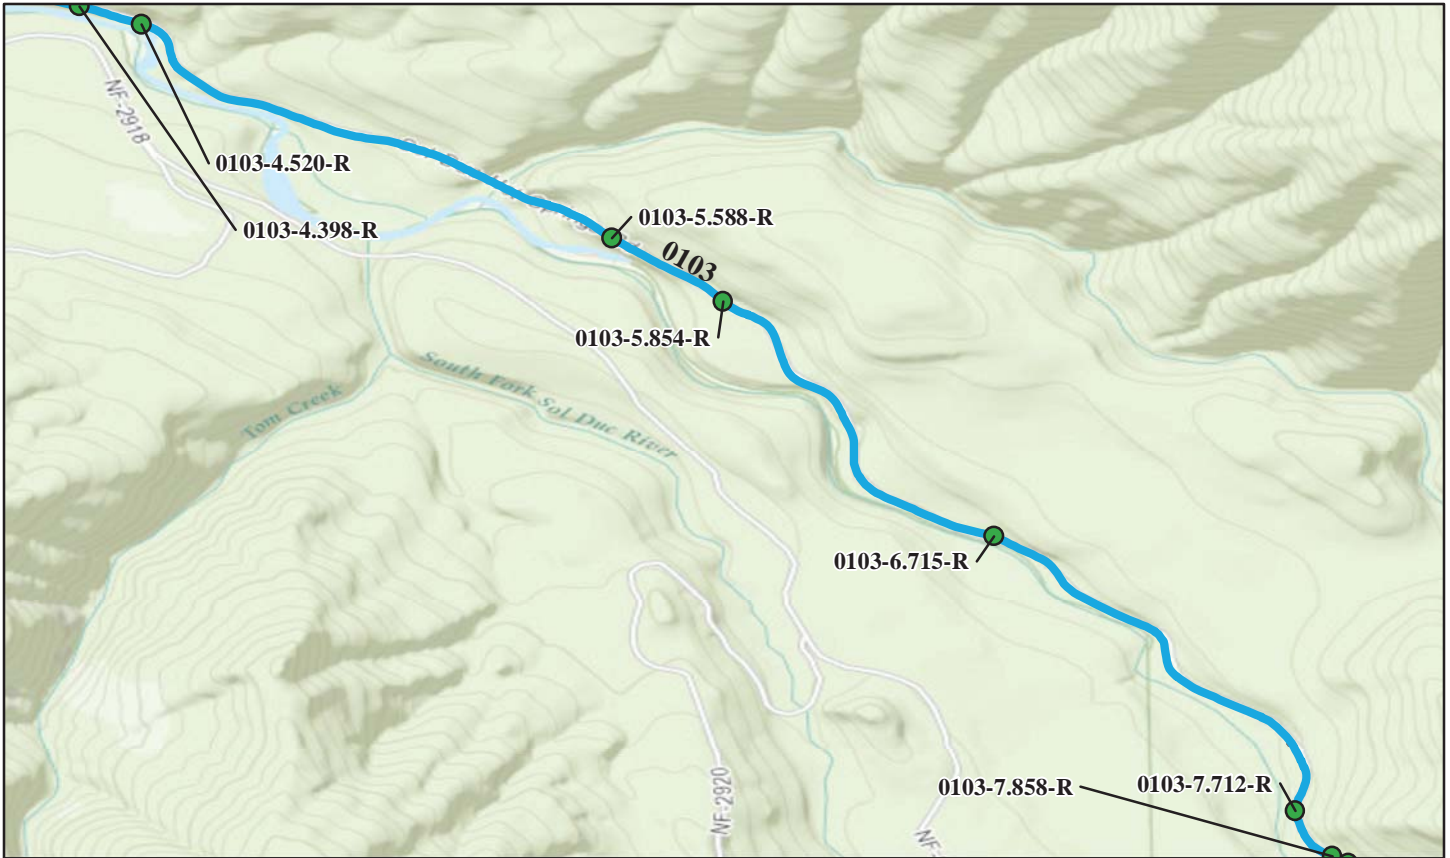 NF-2918
0103-4.520-R
0103-4.398-R
0103-5.588-R
0103
0103-5.854-R
South Fork Sol Duc River
Tom Creek
0103-6.715-R
0103-7.858-R
0103-7.712-R
NF-2920
NF-